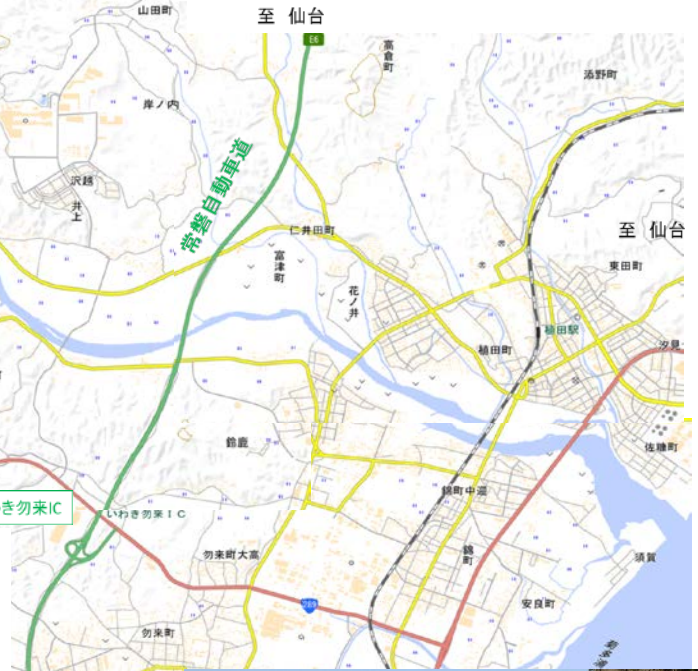 至 仙台
山田町
E6
高倉町
添野町
岸ノ内
常磐自動車道
沢越
井上
仁井田町
至 仙台
富津町
東田町
花ノ井
植田駅
植田町
汐見
鈴鹿
佐糠町
錦町中迎
き勿来IC
いわき勿来IC
勿来町大高
錦町
須賀
289
安良町
勿来町